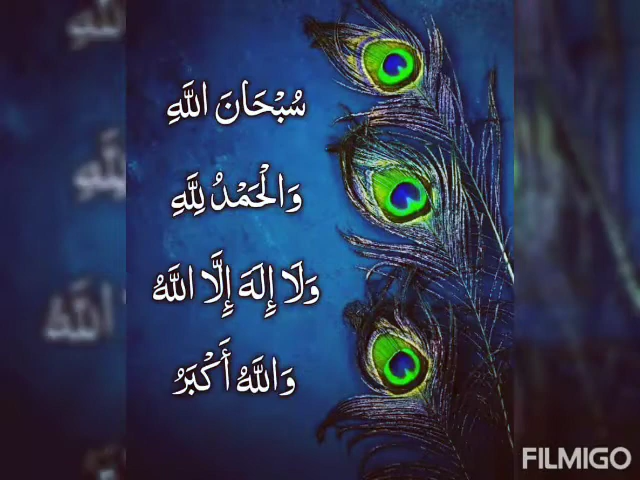 سُبْحَانَ اللَّهِ
وَالْحَمْدُ لِلَّهِ
وَلَا إِلَهَ إِلَّا اللَّهُ
وَاللَّهُ أَكْبَرُ
FILMIGO